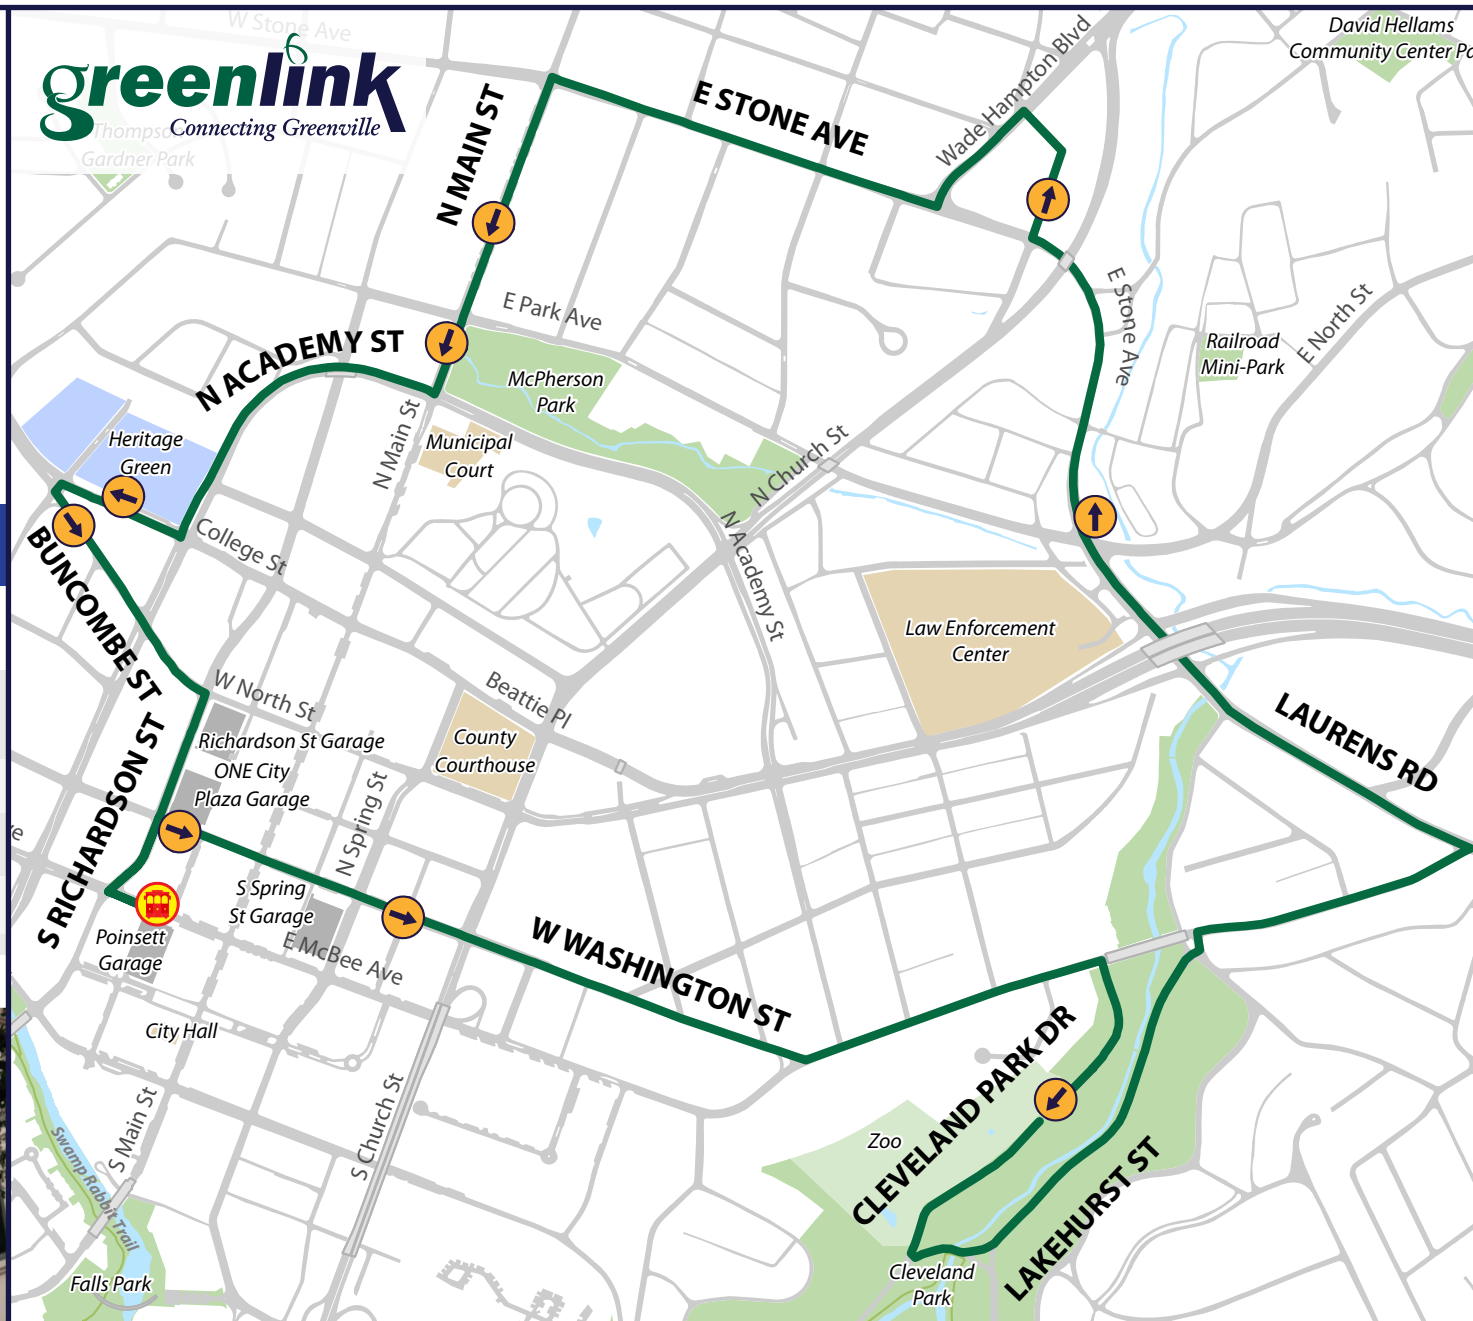 W Stone Ave
greenlink
Connecting Greenville
Gardner Park
David Hellams
Community Center
Wade Hampton Blvd
E STONE AVE
N MAIN ST
E Park Ave
E Stone Ave
E North St
Railroad
Mini-Park
N ACADEMY ST
McPherson
Park
Heritage
Green
N Main St
Municipal
Court
N Church St
College St
N Academy St
BUNCOMBE ST
Law Enforcement
Center
W North St
Beattie Pl
LAURENS RD
County
Courthouse
Richardson St Garage
ONE City
Plaza Garage
S RICHARDSON ST
N Spring St
S Spring
St Garage
W WASHINGTON ST
Poinsett
Garage
E McBee Ave
City Hall
CLEVELAND PARK DR
S Main St
S Church St
Swamp Rabbit Trail
Zoo
LAKEHURST ST
Falls Park
Cleveland
Park